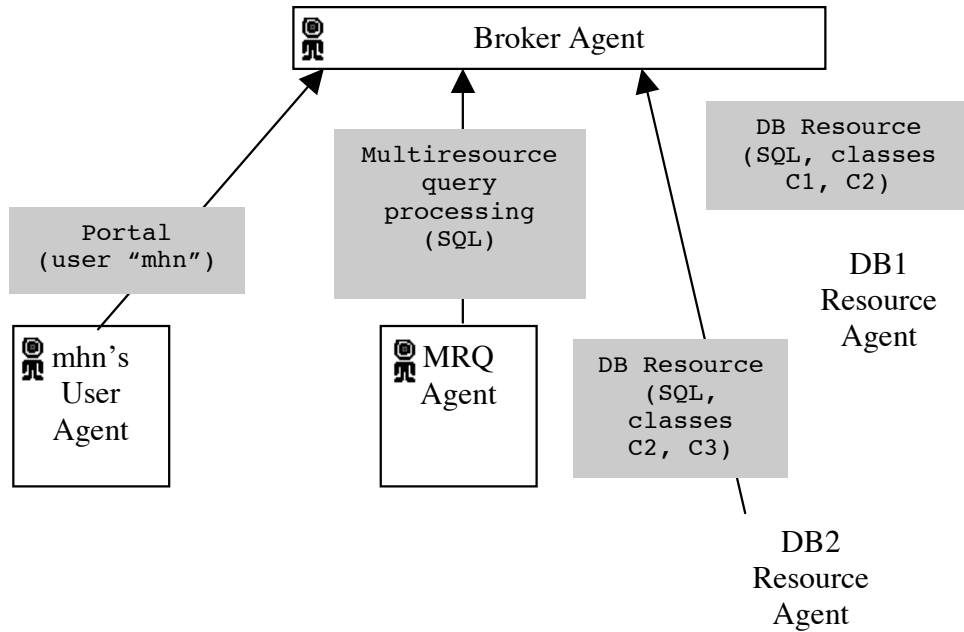 Broker Agent
DB Resource
(SQL, classes
C1, C2)
Multiresource
query
processing
(SQL)
Portal
(user “mhn”)
DB1
Resource
Agent
mhn’s
User
Agent
MRQ
Agent
DB Resource
(SQL,
classes
C2, C3)
DB2
Resource
Agent